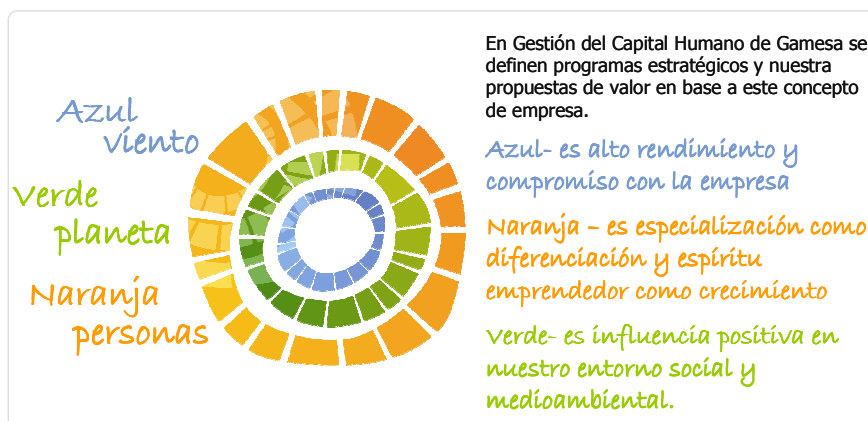 Azul
viento
Verde
planeta
Naranja
personas
En Gestión del Capital Humano de Gamesa se
definen programas estratégicos y nuestra
propuestas de valor en base a este concepto
de empresa.
Azul- es alto rendimiento y
compromiso con la empresa
Naranja – es especialización como
diferenciación y espíritu
emprendedor como crecimiento
Verde- es influencia positiva en
nuestro entorno social y
medioambiental.